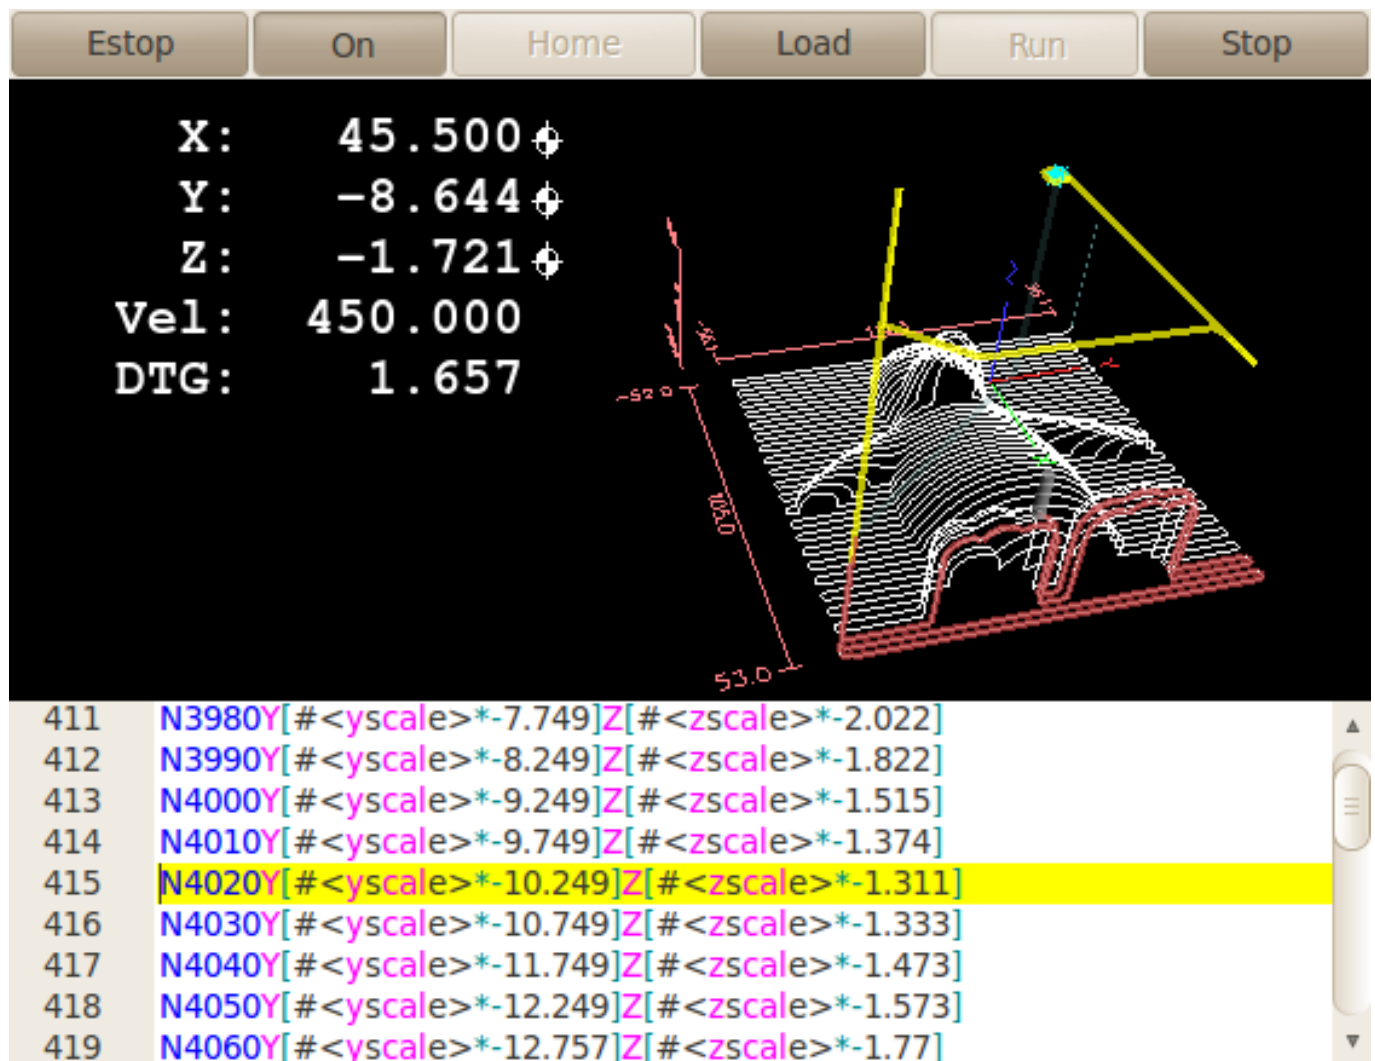 Estop On Home Load Run Stop
X: 45.500
Y: -8.644
Z: -1.721
Vel: 450.000
DTG: 1.657
-52.0
105.0
53.0
411 N3980Y[#<yscale>*-7.749]Z[#<zscale>*-2.022]
412 N3990Y[#<yscale>*-8.249]Z[#<zscale>*-1.822]
413 N4000Y[#<yscale>*-9.249]Z[#<zscale>*-1.515]
414 N4010Y[#<yscale>*-9.749]Z[#<zscale>*-1.374]
415 N4020Y[#<yscale>*-10.249]Z[#<zscale>*-1.311]
416 N4030Y[#<yscale>*-10.749]Z[#<zscale>*-1.333]
417 N4040Y[#<yscale>*-11.749]Z[#<zscale>*-1.473]
418 N4050Y[#<yscale>*-12.249]Z[#<zscale>*-1.573]
419 N4060Y[#<yscale>*-12.757]Z[#<zscale>*-1.77]